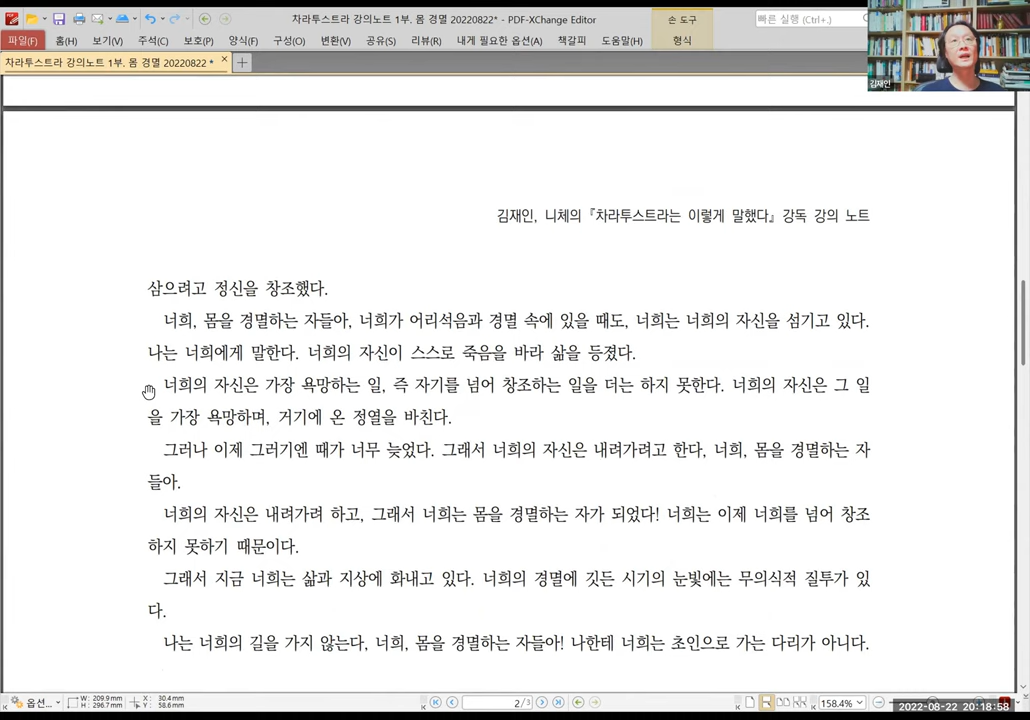 차라투스트라 강의노트 1부. 몸 경멸 20220822* - PDF-XChange Editor
손 도구
빠른 실행 (Ctrl+.)
파일(F) 홈(H) 보기(V) 주석(C) 보호(P) 양식(F) 구성(O) 변환(V) 공유(S) 리뷰(R) 내게 필요한 옵션(A) 책갈피 도움말(H) 형식
차라투스트라 강의노트 1부. 몸 경멸 20220822 *
김재인
김재인, 니체의 『차라투스트라는 이렇게 말했다』 강독 강의 노트
삼으려고 정신을 창조했다.
너희, 몸을 경멸하는 자들아, 너희가 어리석음과 경멸 속에 있을 때도, 너희는 너희의 자신을 섬기고 있다.
나는 너희에게 말한다. 너희의 자신이 스스로 죽음을 바라 삶을 등졌다.
너희의 자신은 가장 욕망하는 일, 즉 자기를 넘어 창조하는 일을 더는 하지 못한다. 너희의 자신은 그 일
을 가장 욕망하며, 거기에 온 정열을 바친다.
그러나 이제 그러기엔 때가 너무 늦었다. 그래서 너희의 자신은 내려가려고 한다, 너희, 몸을 경멸하는 자
들아.
너희의 자신은 내려가려 하고, 그래서 너희는 몸을 경멸하는 자가 되었다! 너희는 이제 너희를 넘어 창조
하지 못하기 때문이다.
그래서 지금 너희는 삶과 지상에 화내고 있다. 너희의 경멸에 깃든 시기의 눈빛에는 무의식적 질투가 있
다.
나는 너희의 길을 가지 않는다, 너희, 몸을 경멸하는 자들아! 나한테 너희는 초인으로 가는 다리가 아니다.
옵션... W: 209.9 mm X: 30.4 mm 2/3 158.4%
H: 296.7 mm Y: 58.6 mm
2022-08-22 20:18:58